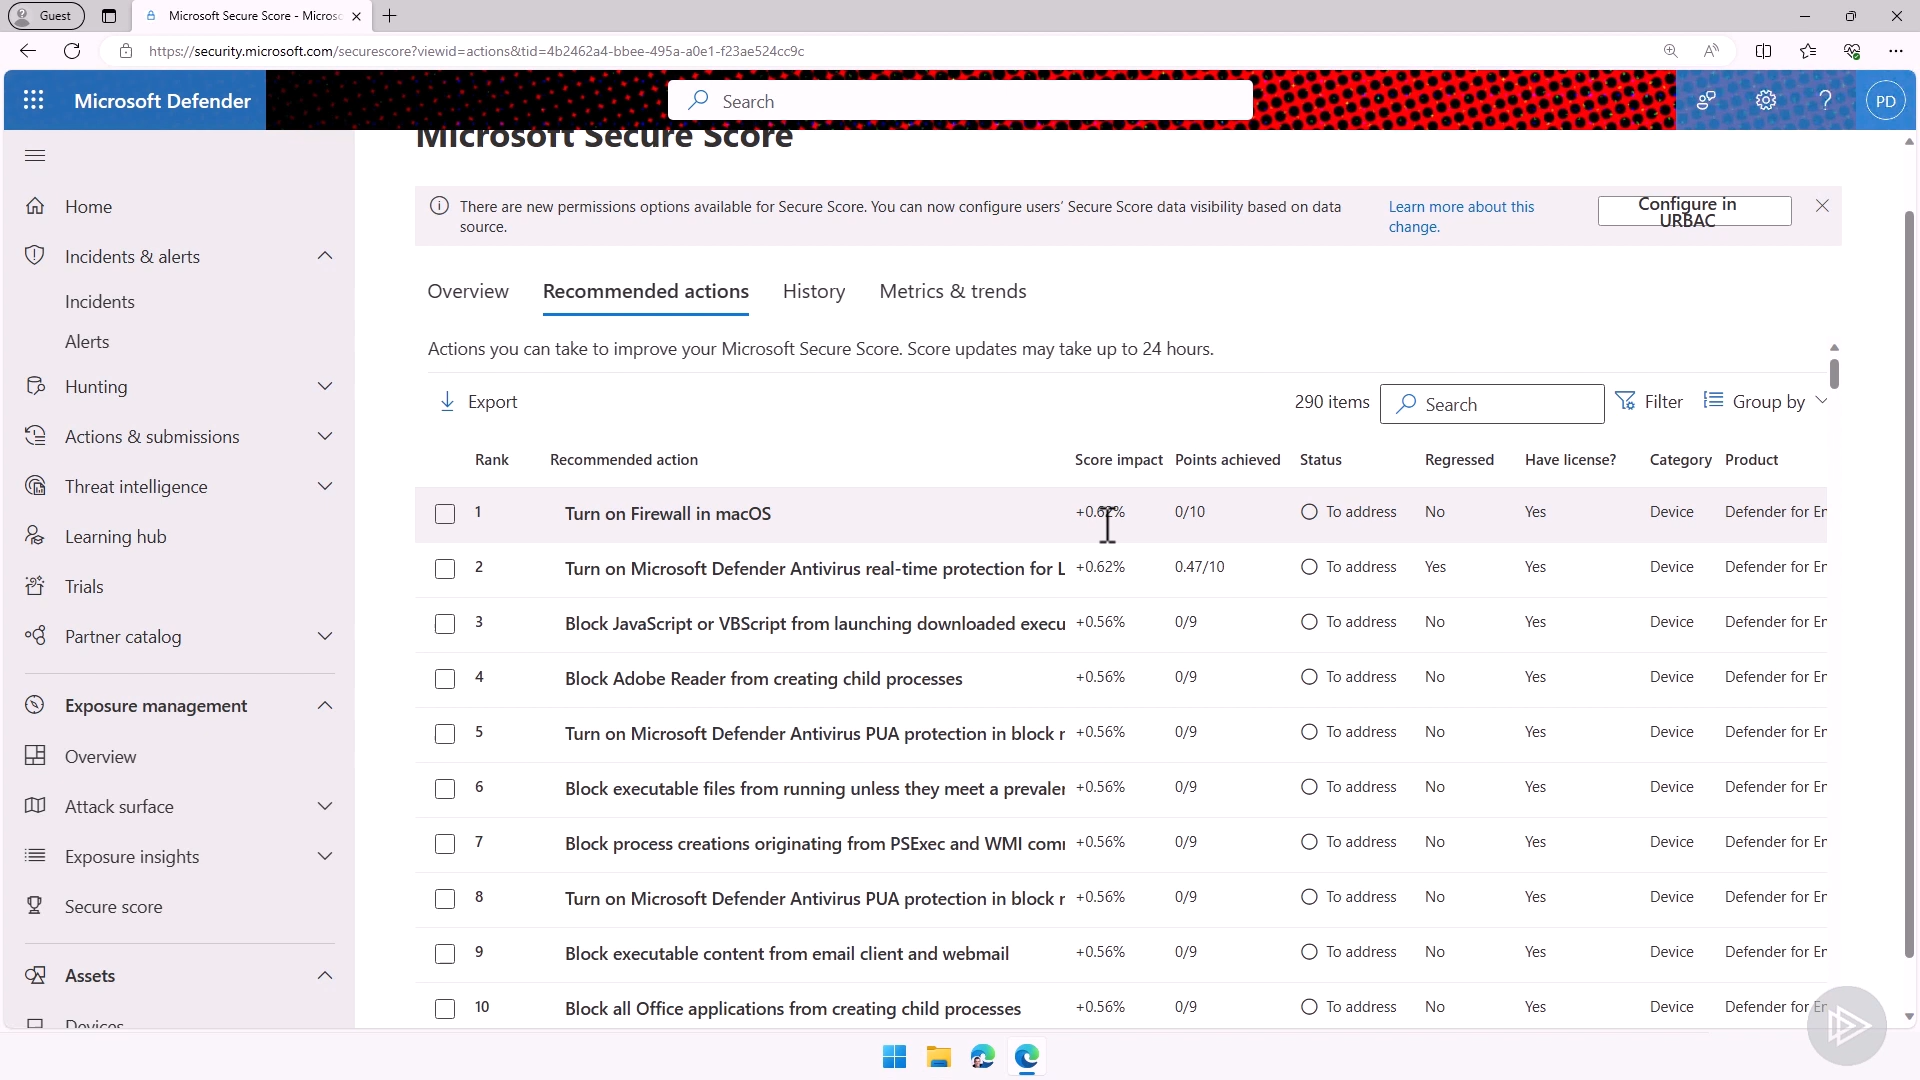 Guest
Microsoft Secure Score - Microsc
https://security.microsoft.com/securescore?viewid=actions&tid=4b2462a4-bbee-495a-a0e1-f23ae524cc9c
Microsoft Defender
Search
PD
Microsoft Secure Score
There are new permissions options available for Secure Score. You can now configure users' Secure Score data visibility based on data
source.
Learn more about this
change.
Configure in
URBAC
Home
Incidents & alerts
Incidents
Alerts
Hunting
Actions & submissions
Threat intelligence
Learning hub
Trials
Partner catalog
Exposure management
Overview
Attack surface
Exposure insights
Secure score
Assets
Devices
Overview Recommended actions History Metrics & trends
Actions you can take to improve your Microsoft Secure Score. Score updates may take up to 24 hours.
Export 290 items Search Filter Group by
Rank Recommended action Score impact Points achieved Status Regressed Have license? Category Product
1 Turn on Firewall in macOS +0.62% 0/10 To address No Yes Device Defender for En
2 Turn on Microsoft Defender Antivirus real-time protection for L +0.62% 0.47/10 To address Yes Yes Device Defender for En
3 Block JavaScript or VBScript from launching downloaded execu +0.56% 0/9 To address No Yes Device Defender for En
4 Block Adobe Reader from creating child processes +0.56% 0/9 To address No Yes Device Defender for En
5 Turn on Microsoft Defender Antivirus PUA protection in block r +0.56% 0/9 To address No Yes Device Defender for En
6 Block executable files from running unless they meet a prevaler +0.56% 0/9 To address No Yes Device Defender for En
7 Block process creations originating from PSExec and WMI comm +0.56% 0/9 To address No Yes Device Defender for En
8 Turn on Microsoft Defender Antivirus PUA protection in block r +0.56% 0/9 To address No Yes Device Defender for En
9 Block executable content from email client and webmail +0.56% 0/9 To address No Yes Device Defender for En
10 Block all Office applications from creating child processes +0.56% 0/9 To address No Yes Device Defender for En